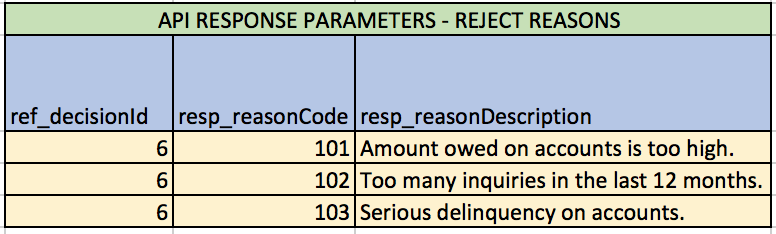 API RESPONSE PARAMETERS - REJECT REASONS
ref_decisionId resp_reasonCode resp_reasonDescription
6 101 Amount owed on accounts is too high.
6 102 Too many inquiries in the last 12 months.
6 103 Serious delinquency on accounts.